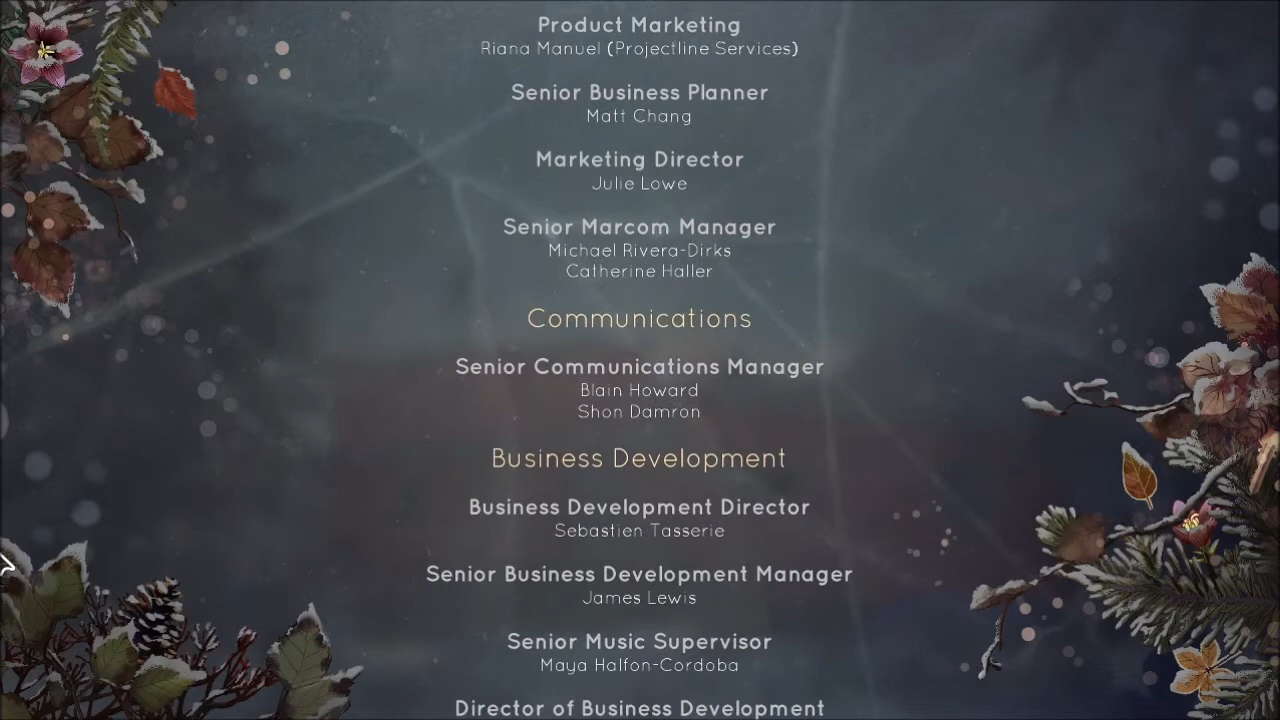 Product Marketing
Riana Manuel (Projectline Services)
Senior Business Planner
Matt Chang
Marketing Director
Julie Lowe
Senior Marcom Manager
Michael Rivera-Dirks
Catherine Haller
Communications
Senior Communications Manager
Blain Howard
Shon Damron
Business Development
Business Development Director
Sebastien Tasserie
Senior Business Development Manager
James Lewis
Senior Music Supervisor
Maya Halfon-Cordoba
Director of Business Development